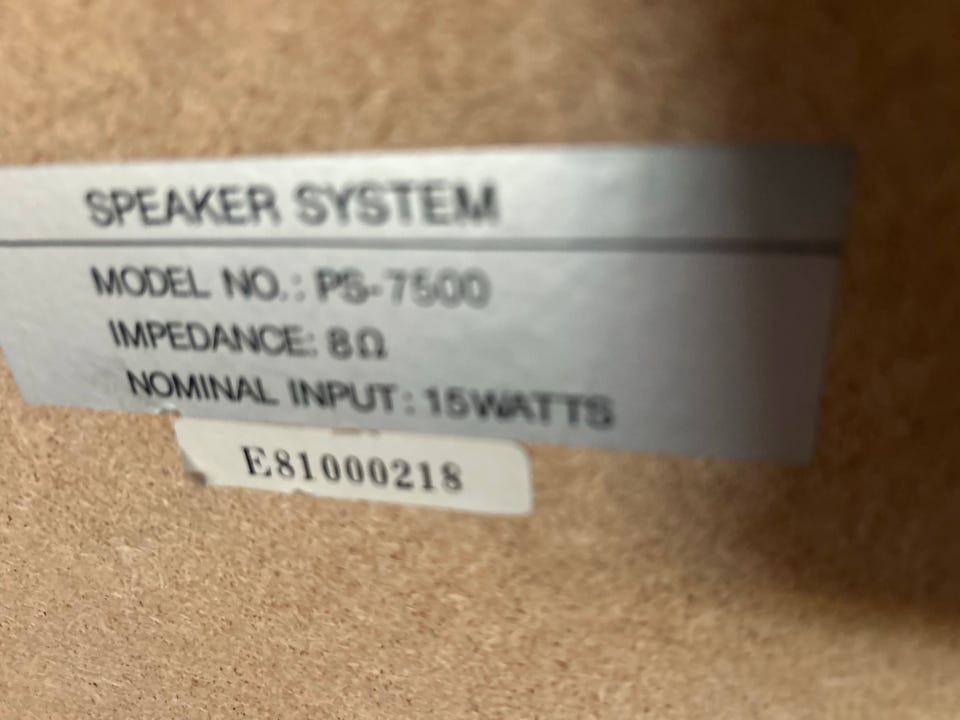 SPEAKER SYSTEM
MODEL NO.: PS-7500
IMPEDANCE: 8Ω
NOMINAL INPUT: 15WATTS
E81000218